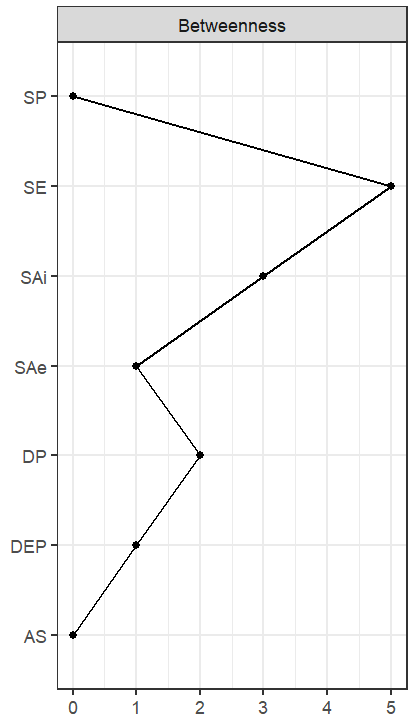 Betweenness
SP
SE
SAi
SAe
DP
DEP
AS
0 1 2 3 4 5